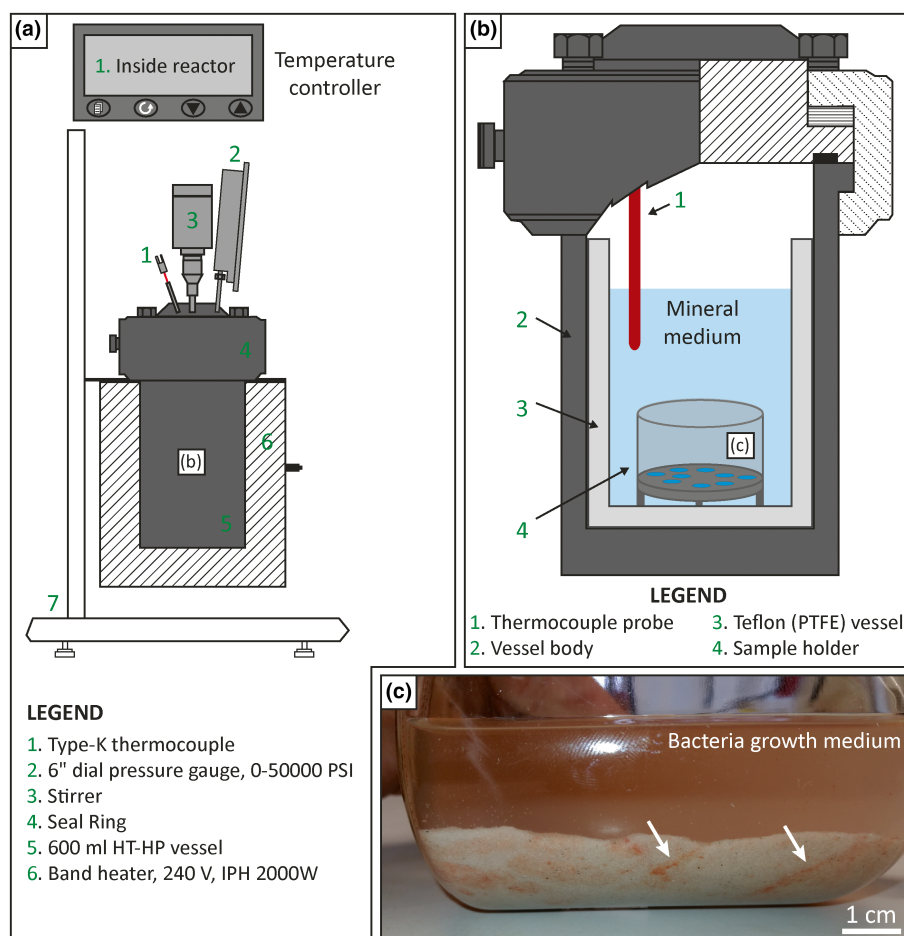 (a)
1. Inside reactor
Temperature
controller
2
3
1
4
6
(b)
5
7
LEGEND
1. Type-K thermocouple
2. 6" dial pressure gauge, 0-50000 PSI
3. Stirrer
4. Seal Ring
5. 600 ml HT-HP vessel
6. Band heater, 240 V, IPH 2000W
(b)
1
2
Mineral
medium
3
(c)
4
LEGEND
1. Thermocouple probe
2. Vessel body
3. Teflon (PTFE) vessel
4. Sample holder
(c)
Bacteria growth medium
1 cm